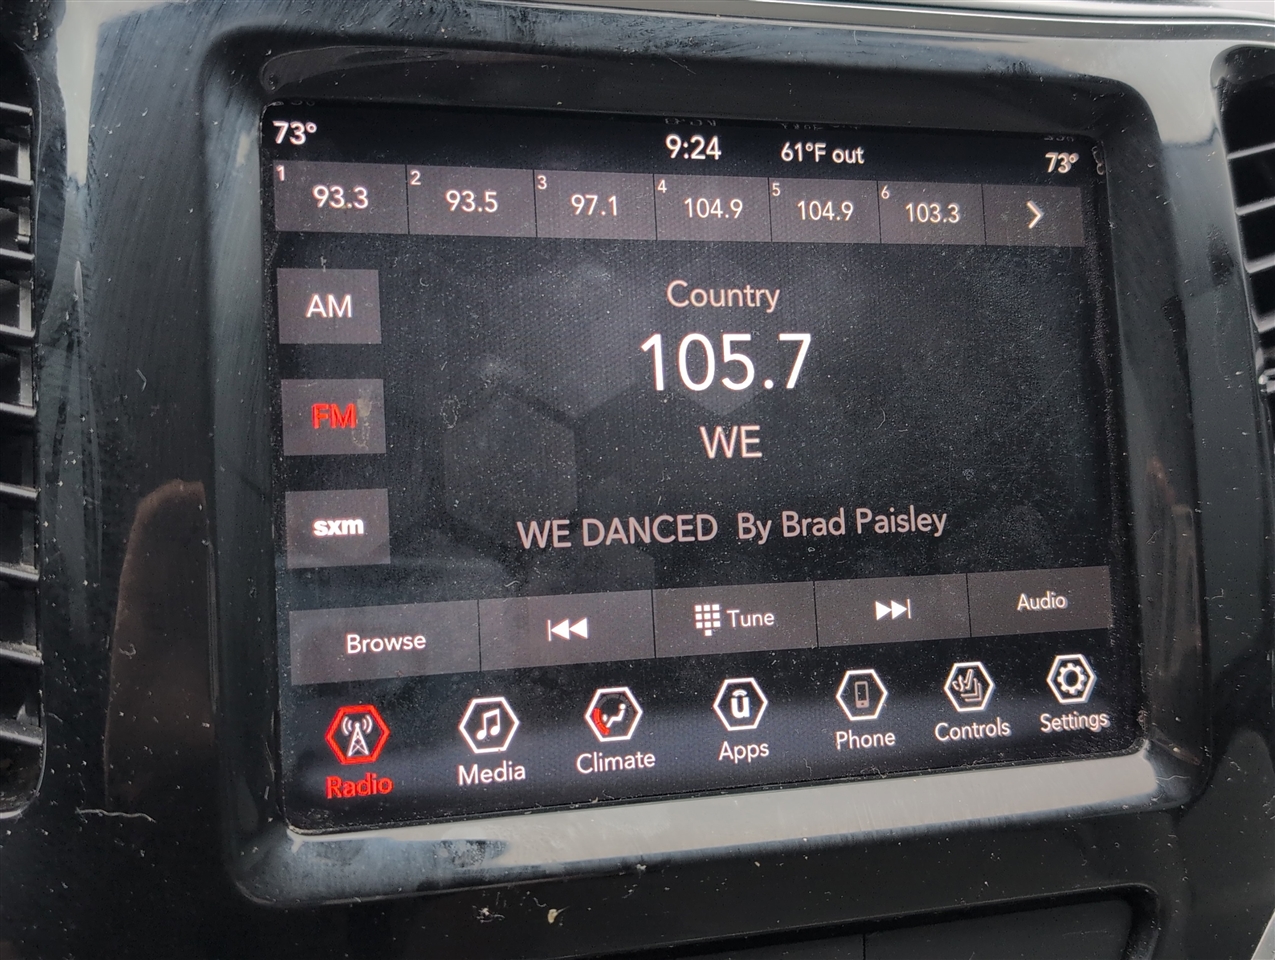 73° 9:24 61°F out 73°
1 93.3 2 93.5 3 97.1 4 104.9 5 104.9 6 103.3
AM
Country
105.7
FM
WE
sxm
WE DANCED By Brad Paisley
Browse Tune Audio
Radio Media Climate Apps Phone Controls Settings